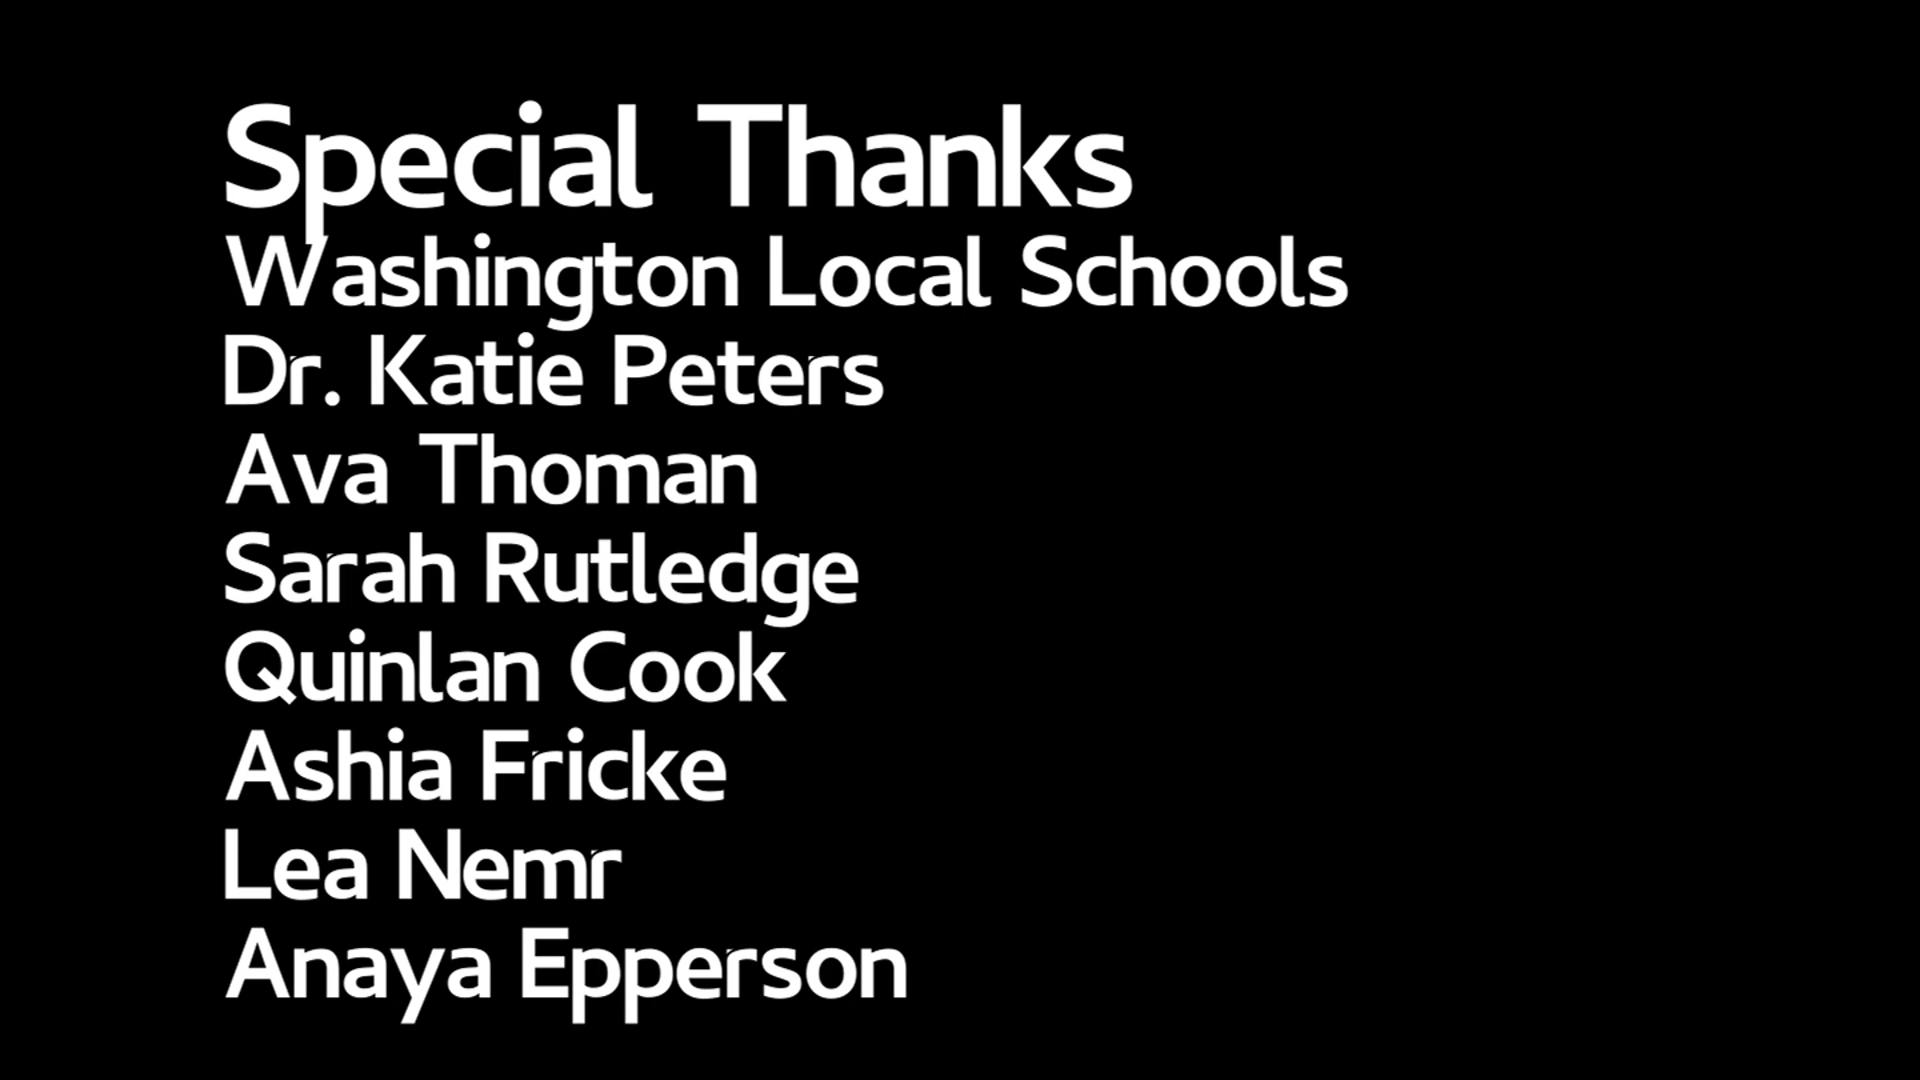 Special Thanks
Washington Local Schools
Dr. Katie Peters
Ava Thoman
Sarah Rutledge
Quinlan Cook
Ashia Fricke
Lea Nemr
Anaya Epperson